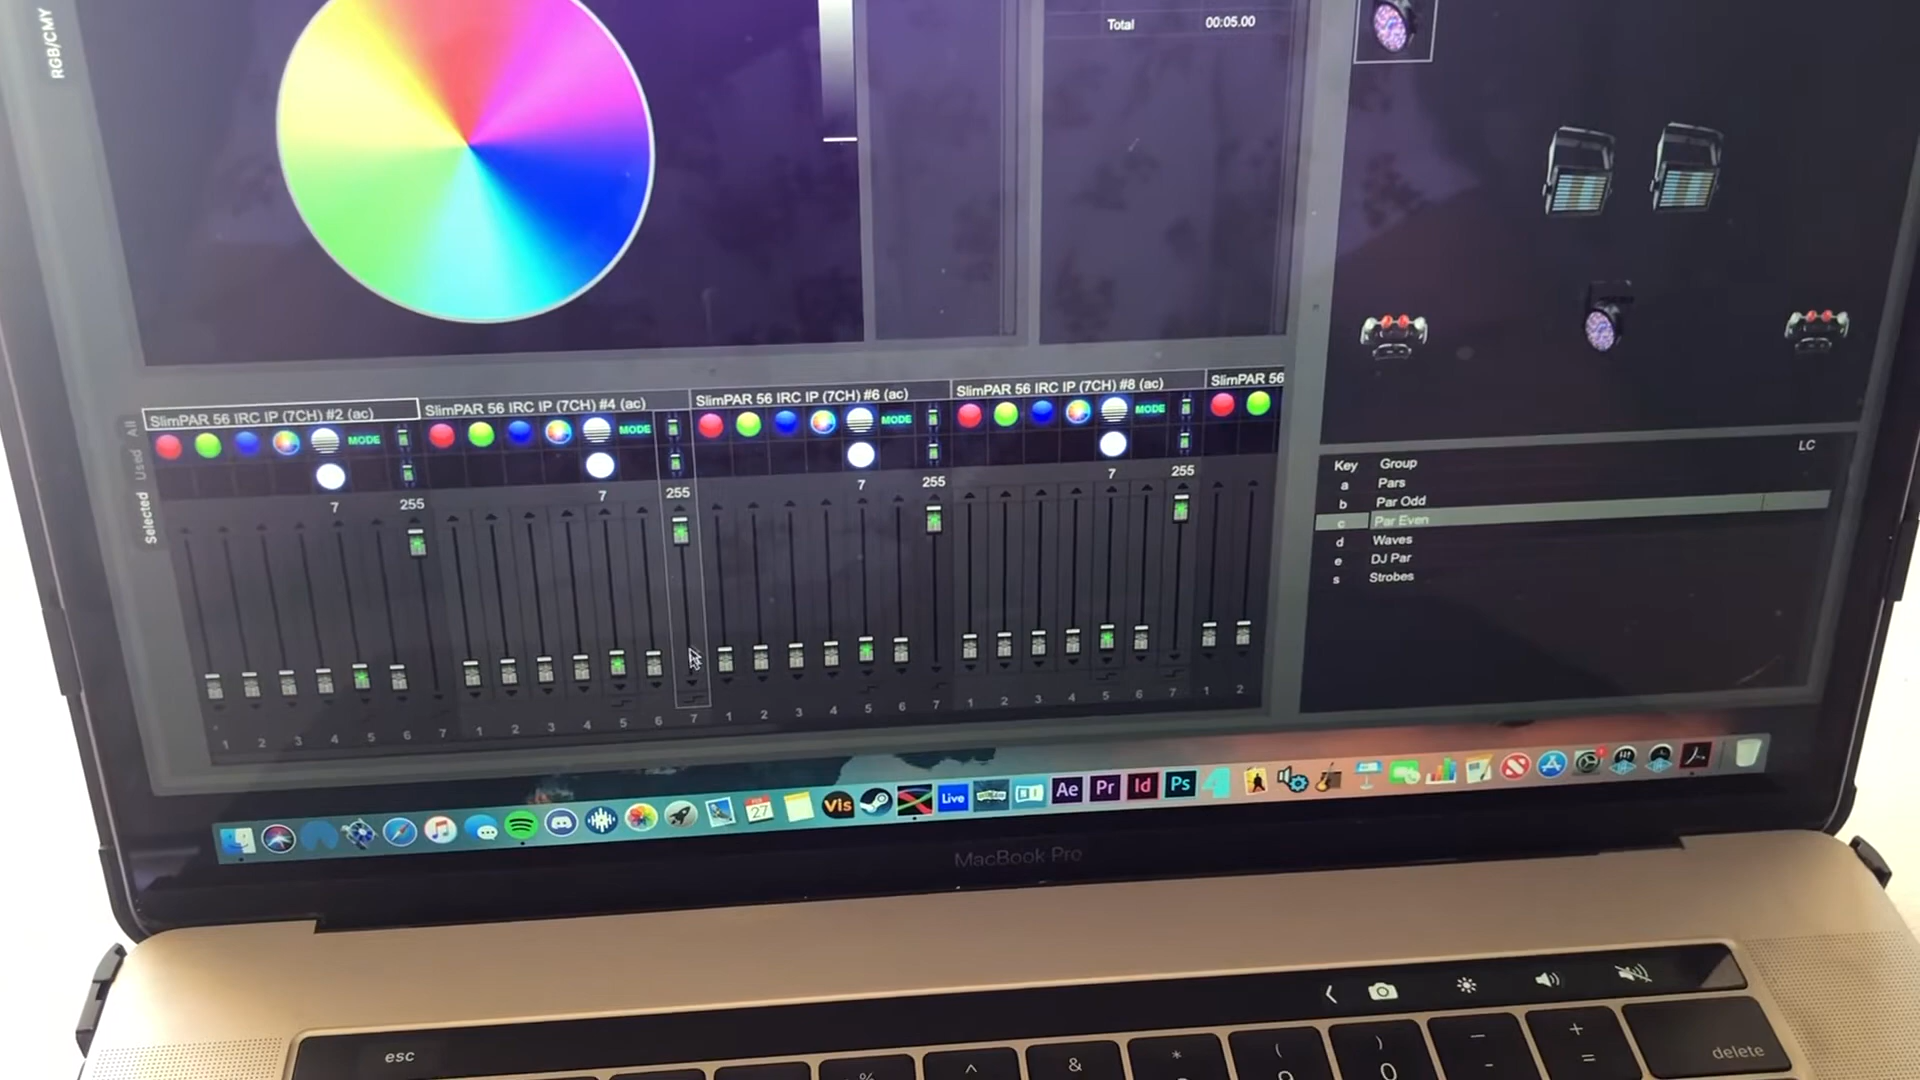 RGB/CMY
Total 00:05.00
SlimPAR 56 IRC IP (7CH) #2 (ac)
SlimPAR 56 IRC IP (7CH) #4 (ac)
SlimPAR 56 IRC IP (7CH) #6 (ac)
SlimPAR 56 IRC IP (7CH) #8 (ac)
SlimPAR 56
MODE
MODE
MODE
MODE
All
Used
Selected
7 255
7 255
7 255
7 255
1 2 3 4 5 6 7
1 2 3 4 5 6 7
1 2 3 4 5 6 7
1 2 3 4 5 6 7
1 2
LC
Key Group
a Pars
b Par Odd
c Par Even
d Waves
e DJ Par
s Strobes
27
Vis
Live
Ae
Pr
Id
Ps
MacBook Pro
esc
%
^
&
*
(
9
)
0
-
+
=
delete